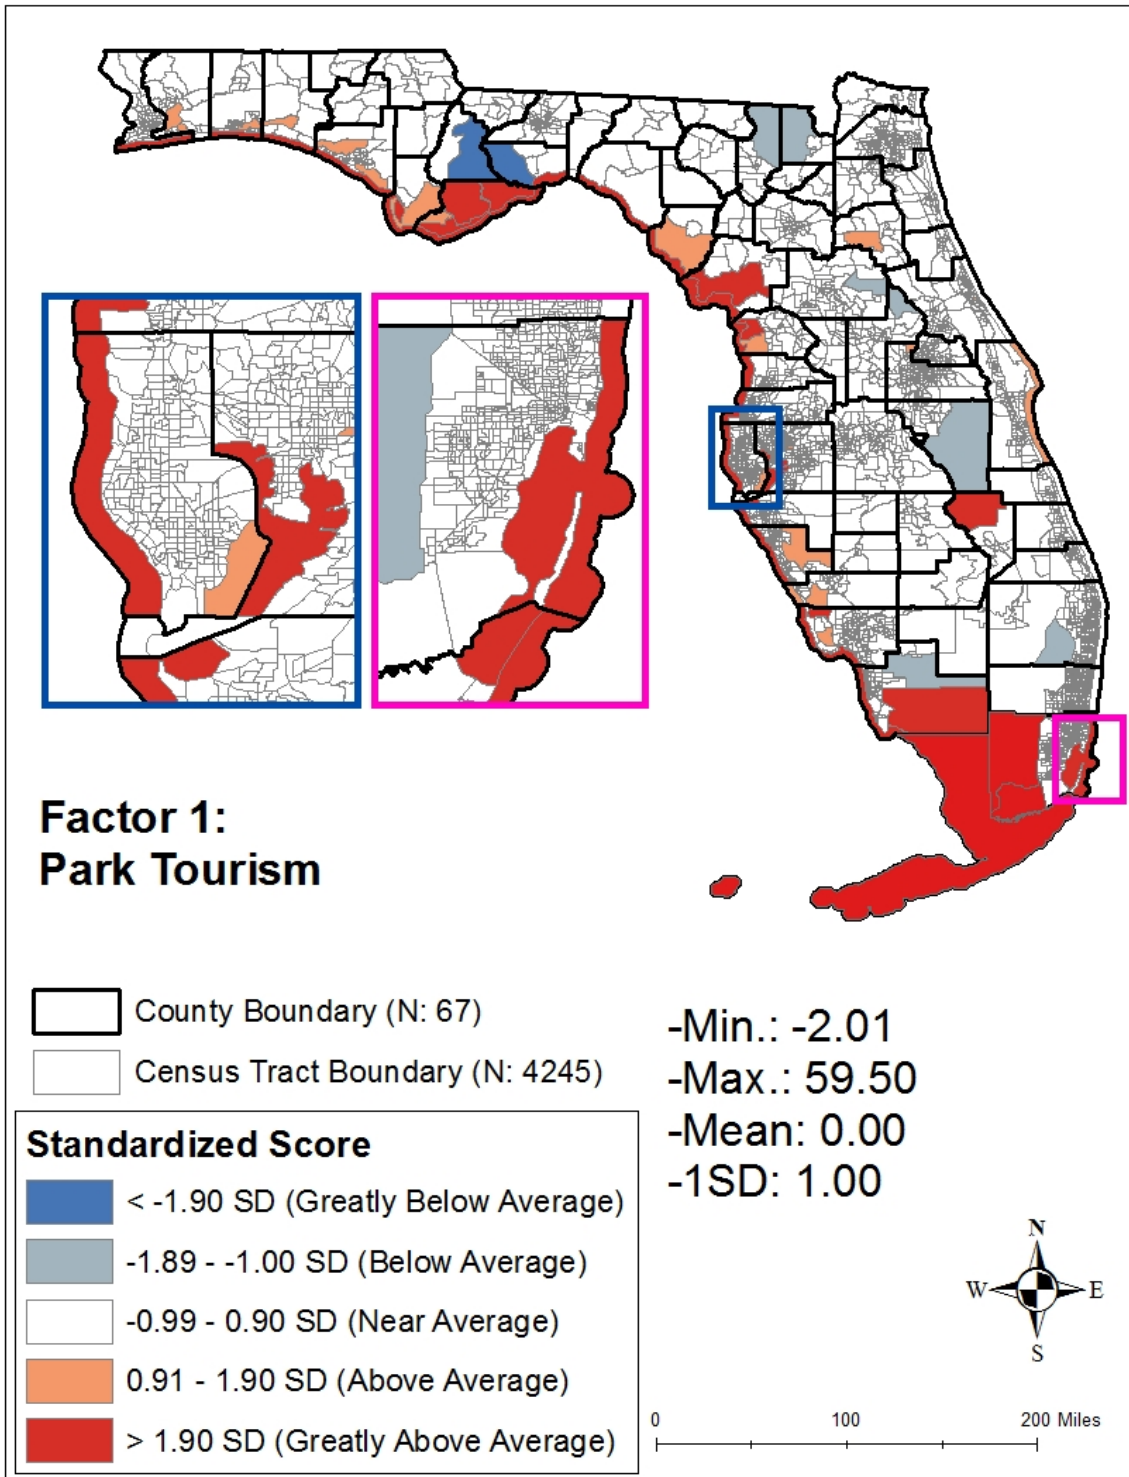 Factor 1:
Park Tourism
County Boundary (N: 67)
Census Tract Boundary (N: 4245)
-Min.: -2.01
-Max.: 59.50
-Mean: 0.00
-1SD: 1.00
Standardized Score
< -1.90 SD (Greatly Below Average)
-1.89 - -1.00 SD (Below Average)
-0.99 - 0.90 SD (Near Average)
0.91 - 1.90 SD (Above Average)
> 1.90 SD (Greatly Above Average)
N
W E
S
0 100 200 Miles